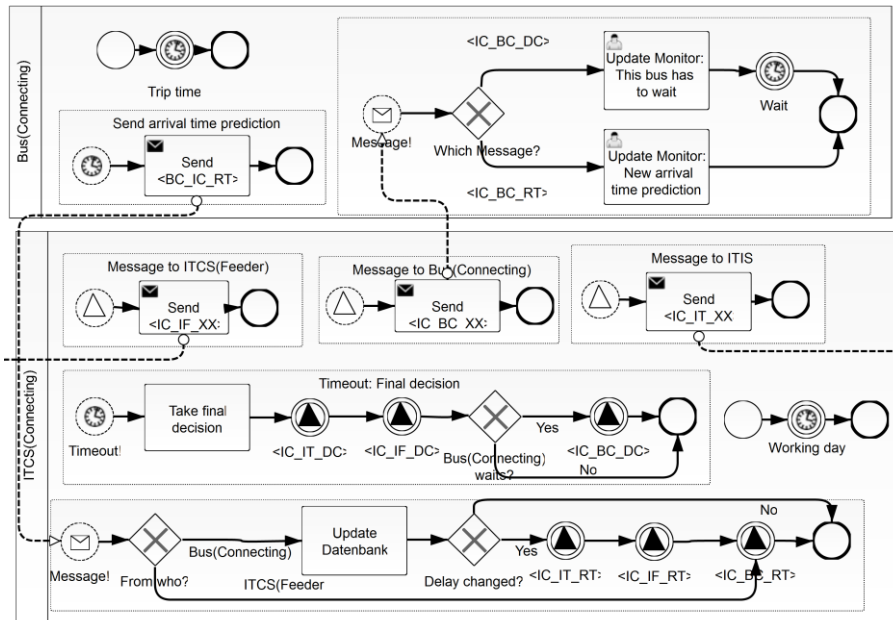 Bus(Connecting)
Trip time
Send arrival time prediction
Send
<BC_IC_RT>
Message!
Which Message?
<IC_BC_DC>
Update Monitor:
This bus has
to wait
Wait
Update Monitor:
New arrival
time prediction
<IC_BC_RT>
ITCS(Connecting)
Message to ITCS(Feeder)
Send
<IC_IF_XX:
Message to Bus(Connecting)
Send
<IC_BC_XX:
Message to ITIS
Send
<IC_IT_XX
Timeout: Final decision
Timeout!
Take final
decision
<IC_IT_DC>
<IC_IF_DC>
Bus(Connecting)
waits?
Yes
<IC_BC_DC>
No
Working day
Message!
From who?
Bus(Connecting)
ITCS(Feeder
Update
Datenbank
Delay changed?
Yes
<IC_IT_RT>
<IC_IF_RT>
<IC_BC_RT>
No